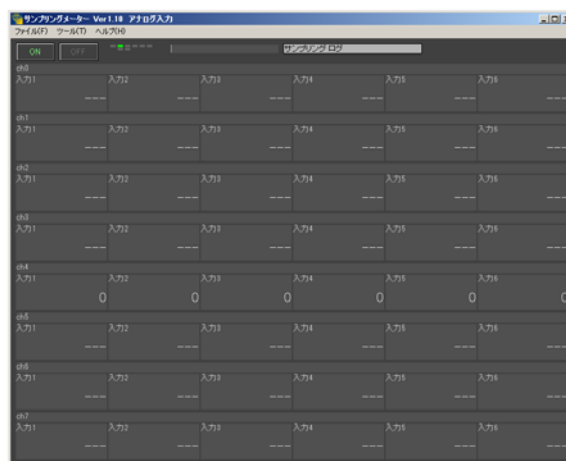 サンプリングメーター Ver1.10 アナログ入力
ファイル(F) ツール(T) ヘルプ(H)
ON OFF サンプリング ログ
ch0
入力1 入力2 入力3 入力4 入力5 入力6
--- --- --- --- --- ---
ch1
入力1 入力2 入力3 入力4 入力5 入力6
--- --- --- --- --- ---
ch2
入力1 入力2 入力3 入力4 入力5 入力6
--- --- --- --- --- ---
ch3
入力1 入力2 入力3 入力4 入力5 入力6
--- --- --- --- --- ---
ch4
入力1 入力2 入力3 入力4 入力5 入力6
0 0 0 0 0 0
ch5
入力1 入力2 入力3 入力4 入力5 入力6
--- --- --- --- --- ---
ch6
入力1 入力2 入力3 入力4 入力5 入力6
--- --- --- --- --- ---
ch7
入力1 入力2 入力3 入力4 入力5 入力6
--- --- --- --- --- ---